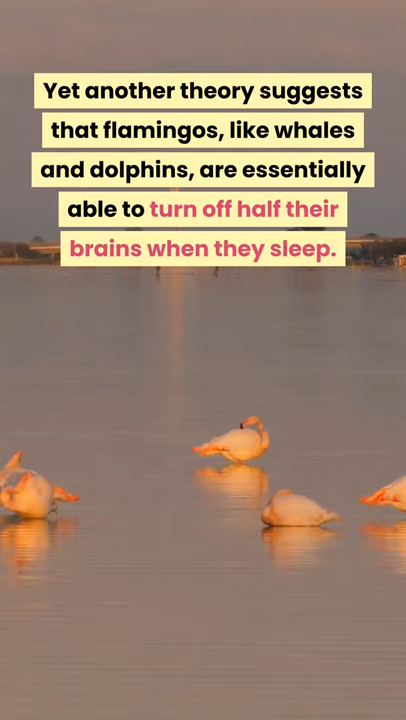 Yet another theory suggests
that flamingos, like whales
and dolphins, are essentially
able to turn off half their
brains when they sleep.